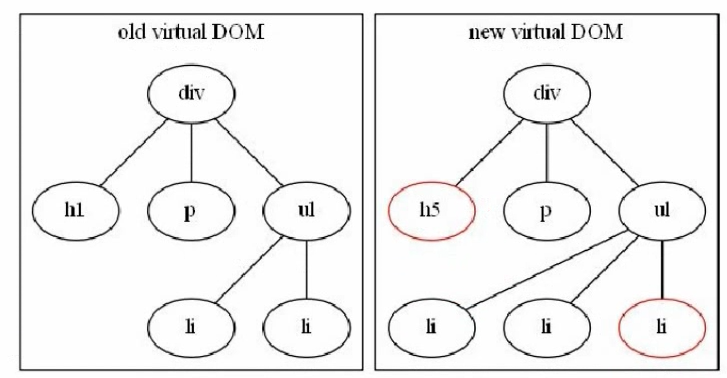 old virtual DOM
div
h1 p ul
li li
new virtual DOM
div
h5 p ul
li li li